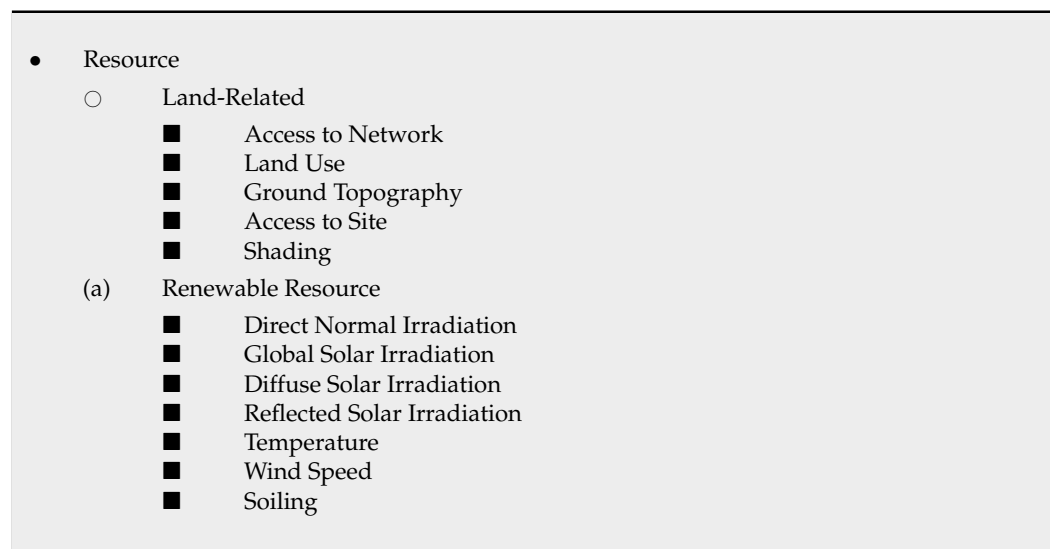 • Resource
○ Land-Related
■ Access to Network
■ Land Use
■ Ground Topography
■ Access to Site
■ Shading
(a) Renewable Resource
■ Direct Normal Irradiation
■ Global Solar Irradiation
■ Diffuse Solar Irradiation
■ Reflected Solar Irradiation
■ Temperature
■ Wind Speed
■ Soiling